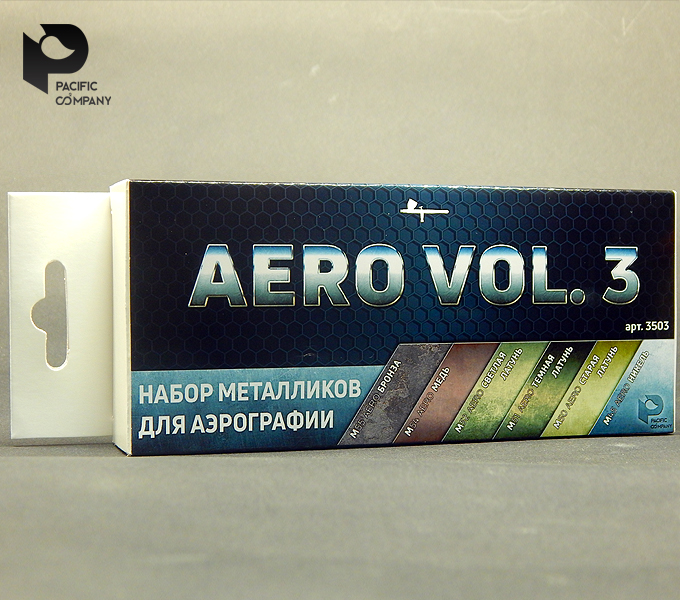 PACIFIC
COMPANY
AERO VOL. 3
арт. 3503
НАБОР МЕТАЛЛИКОВ
ДЛЯ АЭРОГРАФИИ
AERO БРОНЗА
AERO МЕДЬ
AERO СВЕТЛАЯ
ЛАТУНЬ
AERO ТЕМНАЯ
ЛАТУНЬ
AERO СТАРАЯ
ЛАТУНЬ
AERO НИКЕЛЬ
PACIFIC
COMPANY